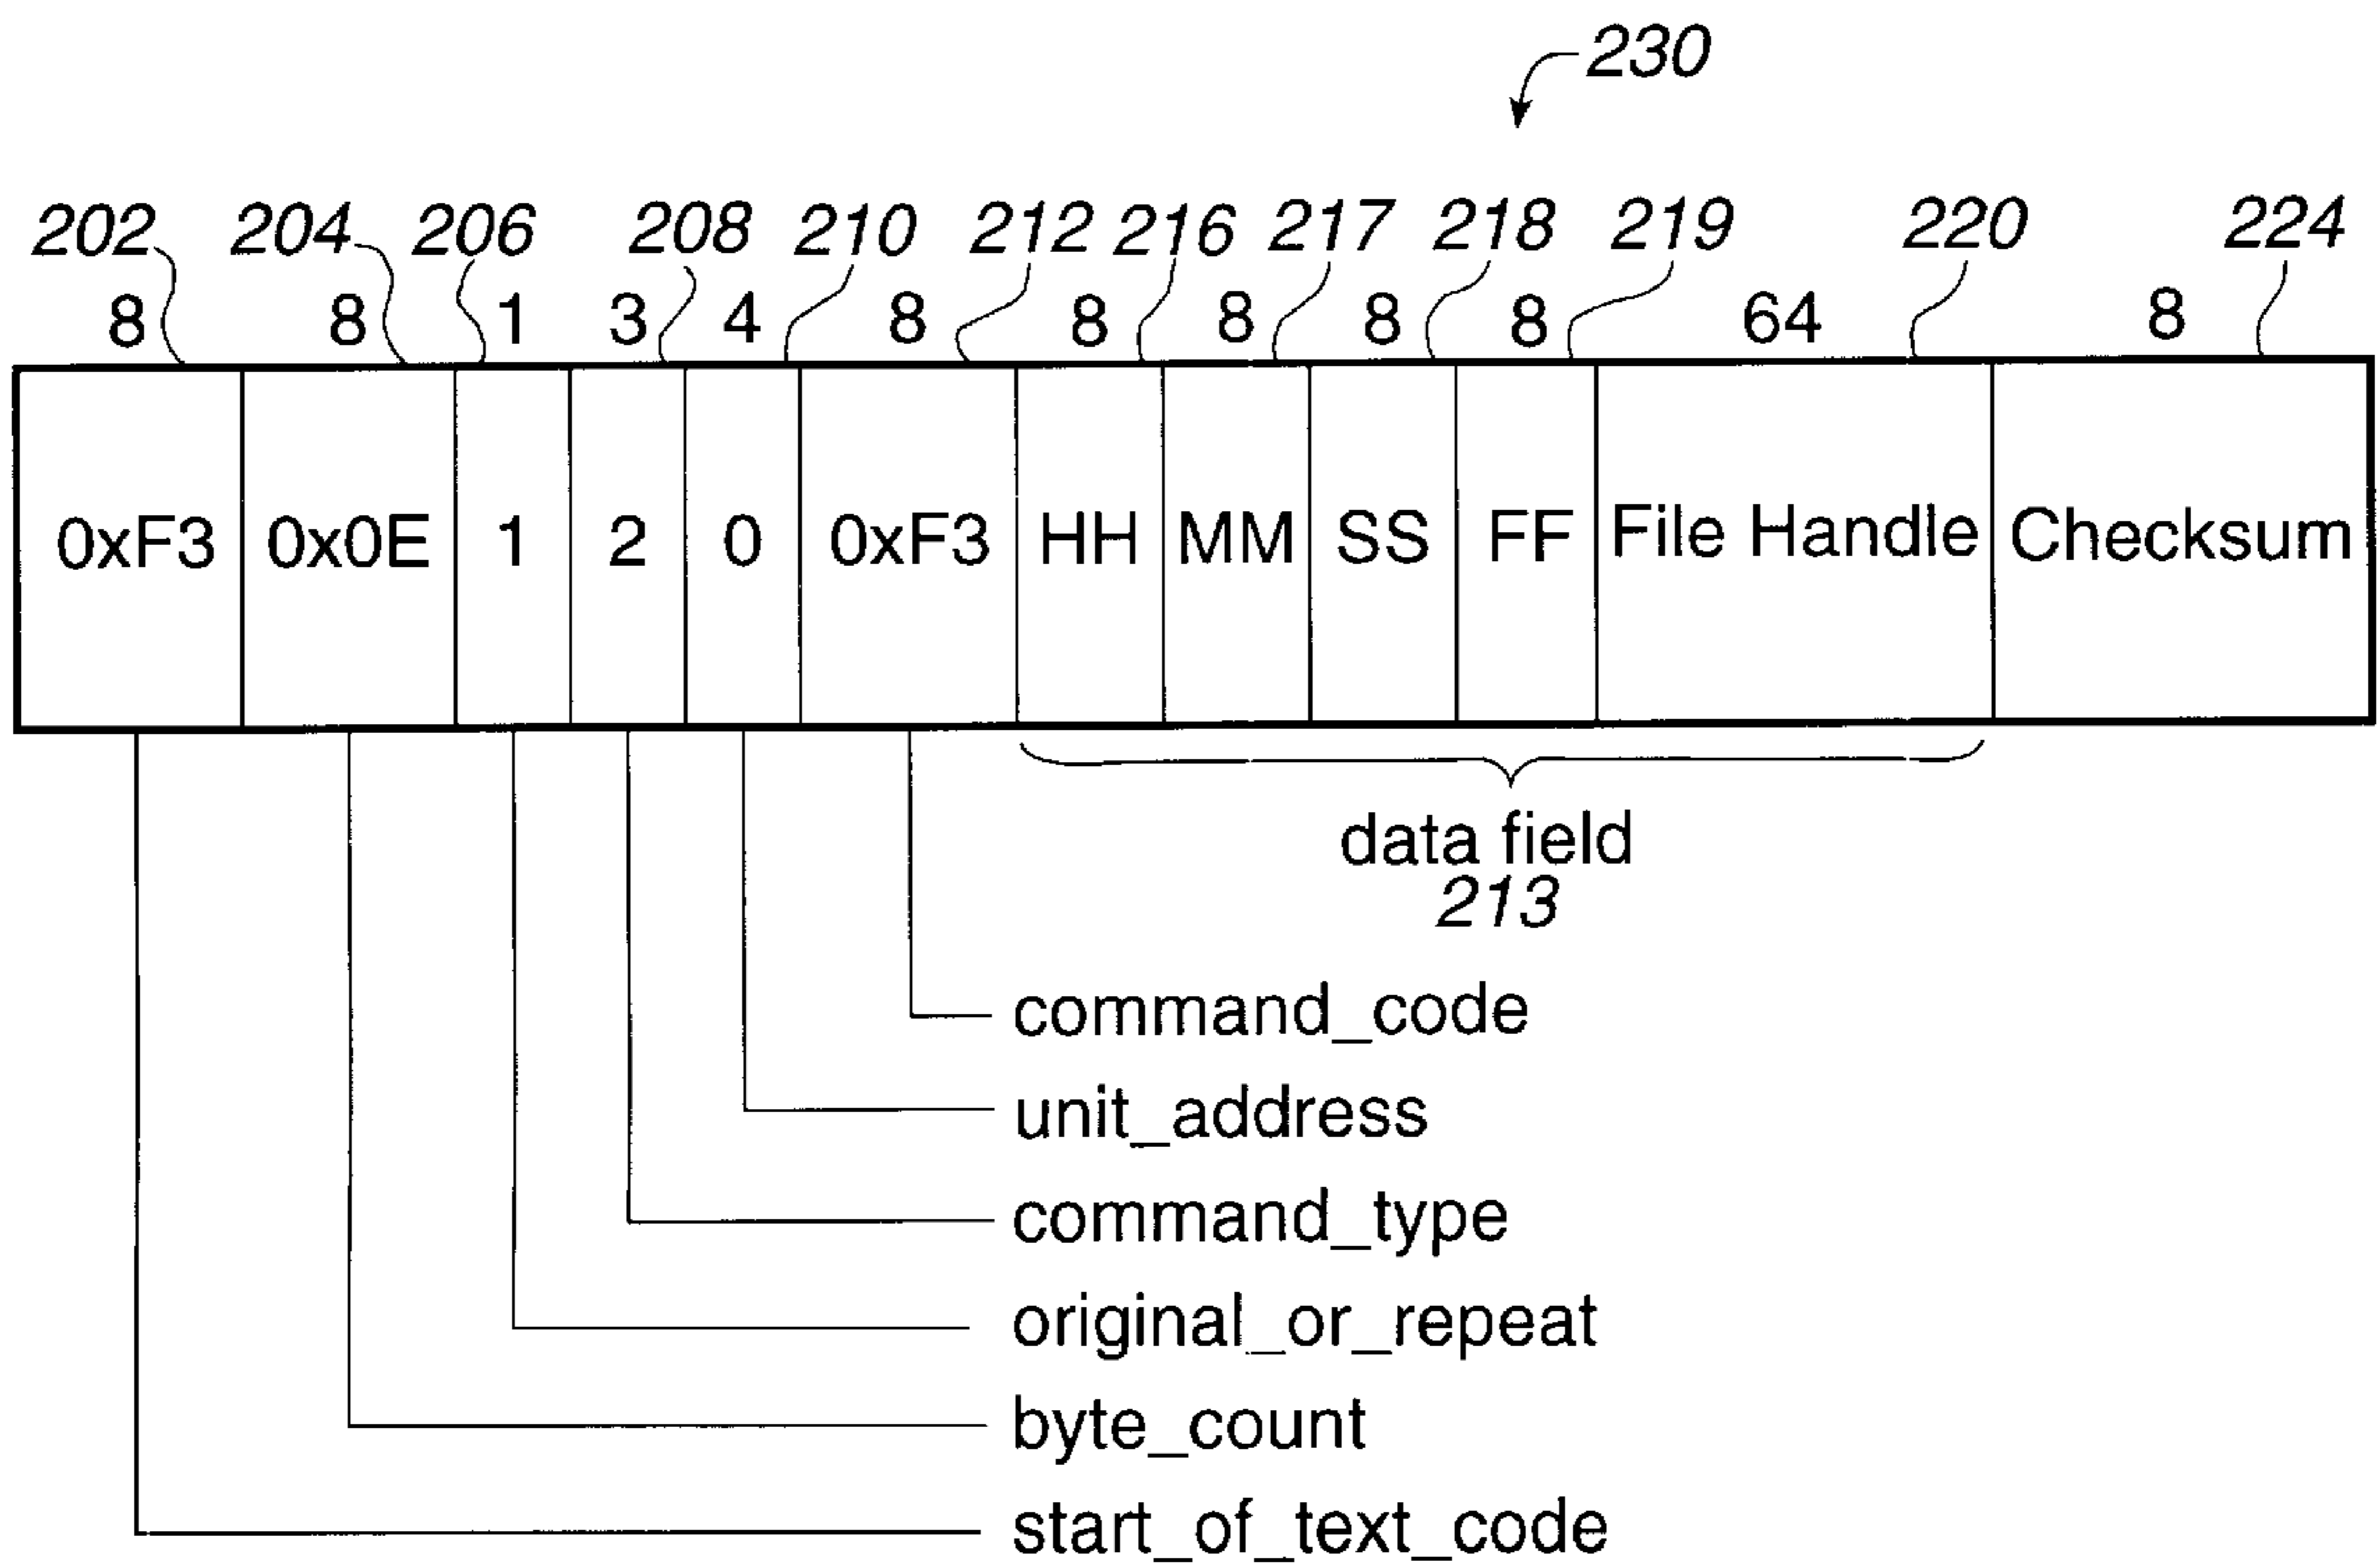 230
202 204 206 208 210 212 216 217 218 219 220 224
8 8 1 3 4 8 8 8 8 8 64 8
0xF3 0x0E 1 2 0 0xF3 HH MM SS FF File Handle Checksum
data field
213
command_code
unit_address
command_type
original_or_repeat
byte_count
start_of_text_code